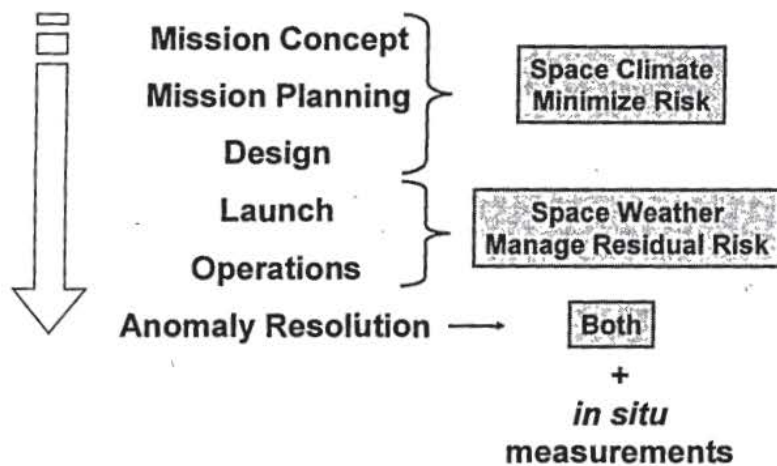 Mission Concept
Mission Planning
Design
Launch
Operations
Anomaly Resolution
Space Climate
Minimize Risk
Space Weather
Manage Residual Risk
Both
+
in situ
measurements